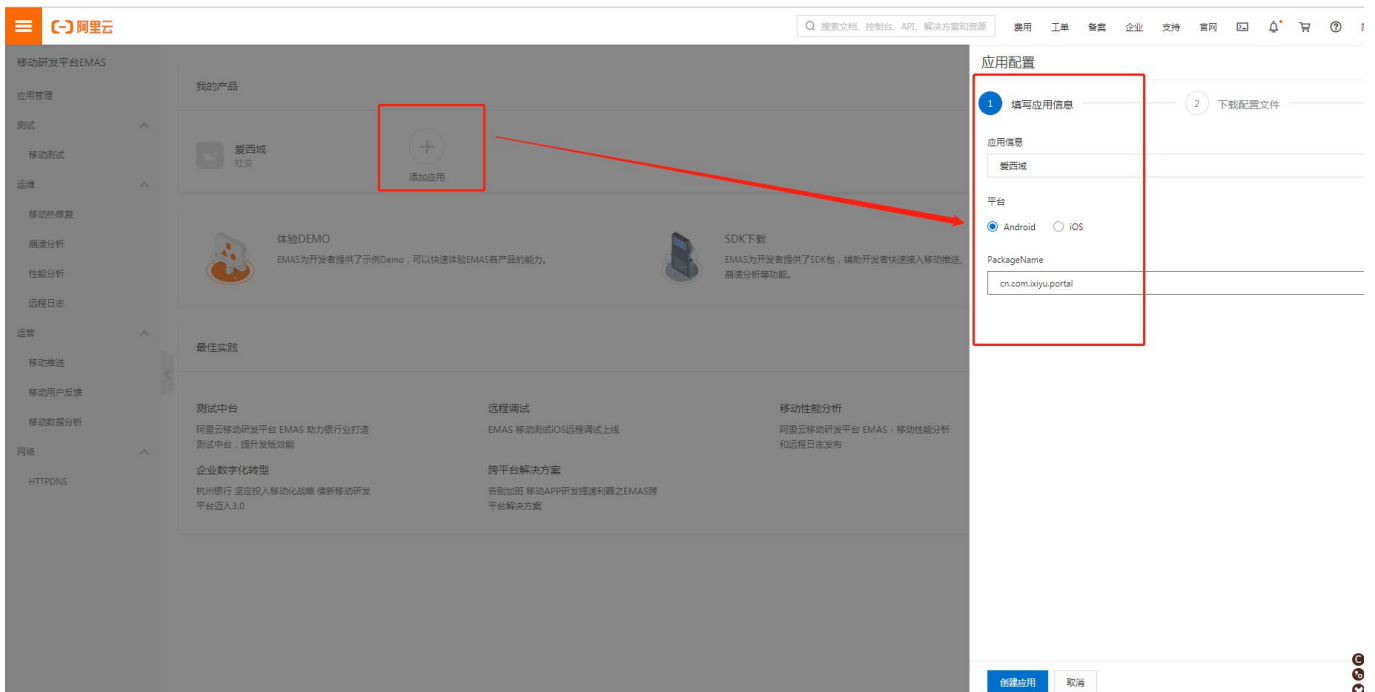 阿里云
搜索文档、控制台、API、解决方案和资源
费用 工单 备案 企业 支持 官网
移动研发平台EMAS
应用管理
测试
移动测试
运维
移动热修复
崩溃分析
性能分析
远程日志
运营
移动推送
移动用户反馈
移动数据分析
网络
HTTPDNS
我的产品
爱西域
社交
添加应用
体验DEMO
EMAS为开发者提供了示例Demo，可以快速体验EMAS各产品的能力。
SDK下载
EMAS为开发者提供了SDK包，辅助开发者快速接入移动推送、
崩溃分析等功能。
最佳实践
测试中台
阿里云移动研发平台 EMAS 助力银行业打造
测试中台，提升发版效能
远程调试
EMAS 移动测试iOS远程调试上线
移动性能分析
阿里云移动研发平台 EMAS - 移动性能分析
和远程日志发布
企业数字化转型
杭州银行 坚定投入移动化战略 借新移动研发
平台迈入3.0
跨平台解决方案
告别加班 移动APP研发提速利器之EMAS跨
平台解决方案
应用配置
1 填写应用信息
2 下载配置文件
应用信息
爱西域
平台
Android iOS
PackageName
cn.com.ixiyu.portal
创建应用 取消